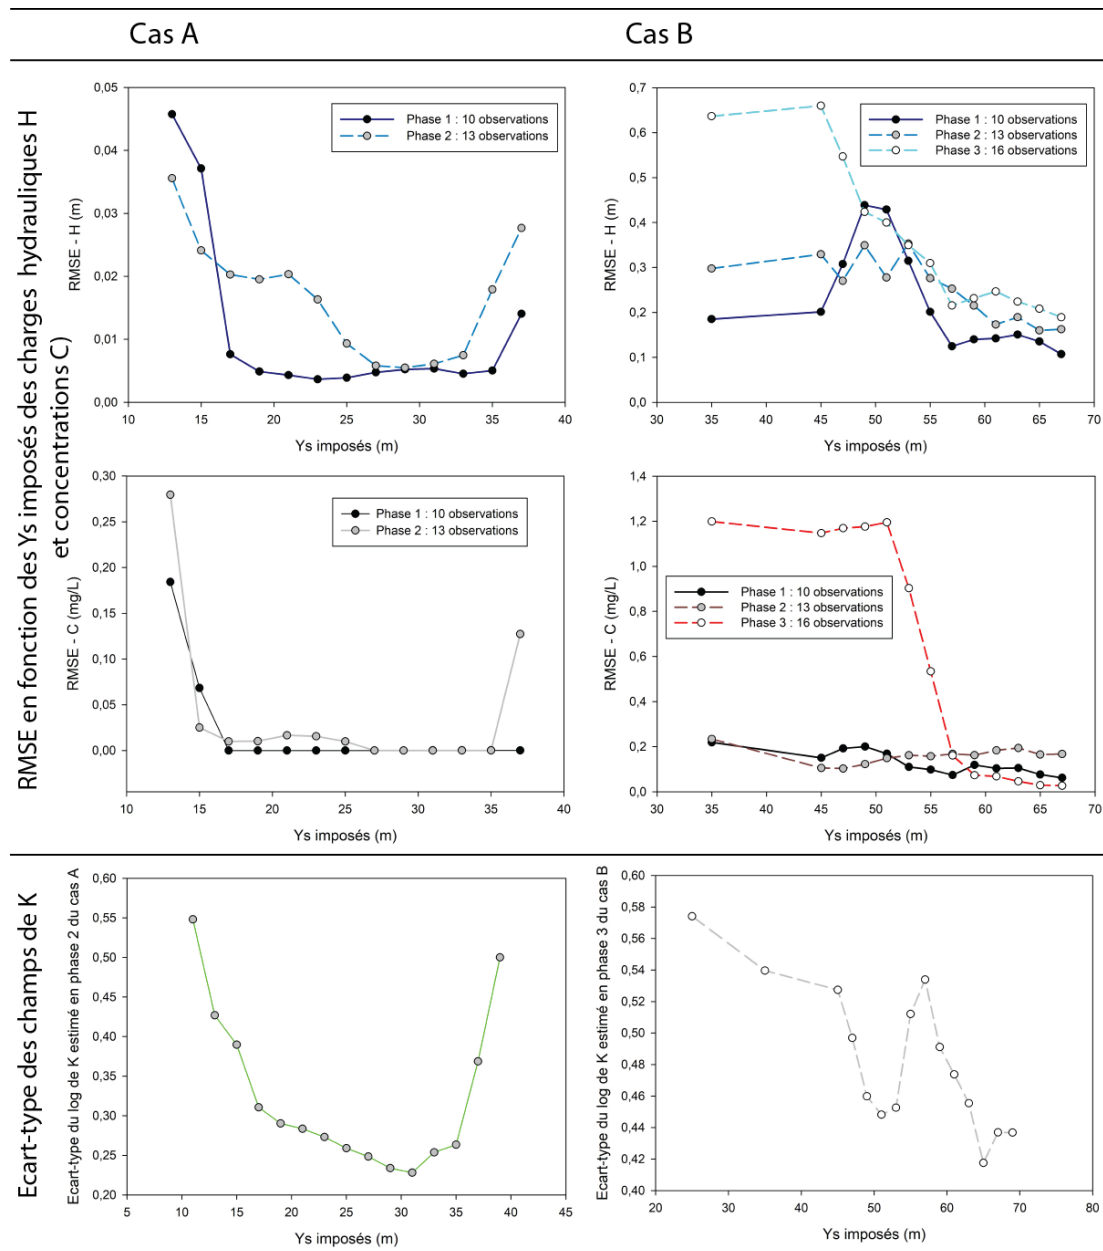 Cas A
Cas B
RMSE en fonction des Ys imposés des charges hydrauliques H
et concentrations C)
RMSE - H (m)
0,05
0,04
0,03
0,02
0,01
0,00
10 15 20 25 30 35 40
Ys imposés (m)
Phase 1 : 10 observations
Phase 2 : 13 observations
RMSE - H (m)
0,7
0,6
0,5
0,4
0,3
0,2
0,1
0,0
30 35 40 45 50 55 60 65 70
Ys imposés (m)
Phase 1 : 10 observations
Phase 2 : 13 observations
Phase 3 : 16 observations
RMSE - C (mg/L)
0,30
0,25
0,20
0,15
0,10
0,05
0,00
10 15 20 25 30 35 40
Ys imposés (m)
Phase 1 : 10 observations
Phase 2 : 13 observations
RMSE - C (mg/L)
1,4
1,2
1,0
0,8
0,6
0,4
0,2
0,0
30 35 40 45 50 55 60 65 70
Ys imposés (m)
Phase 1 : 10 observations
Phase 2 : 13 observations
Phase 3 : 16 observations
Ecart-type des champs de K
Ecart-type du log de K estimé en phase 2 du cas A
0,60
0,55
0,50
0,45
0,40
0,35
0,30
0,25
0,20
5 10 15 20 25 30 35 40 45
Ys imposés (m)
Ecart-type du log de K estimé en phase 3 du cas B
0,60
0,58
0,56
0,54
0,52
0,50
0,48
0,46
0,44
0,42
0,40
20 30 40 50 60 70 80
Ys imposés (m)